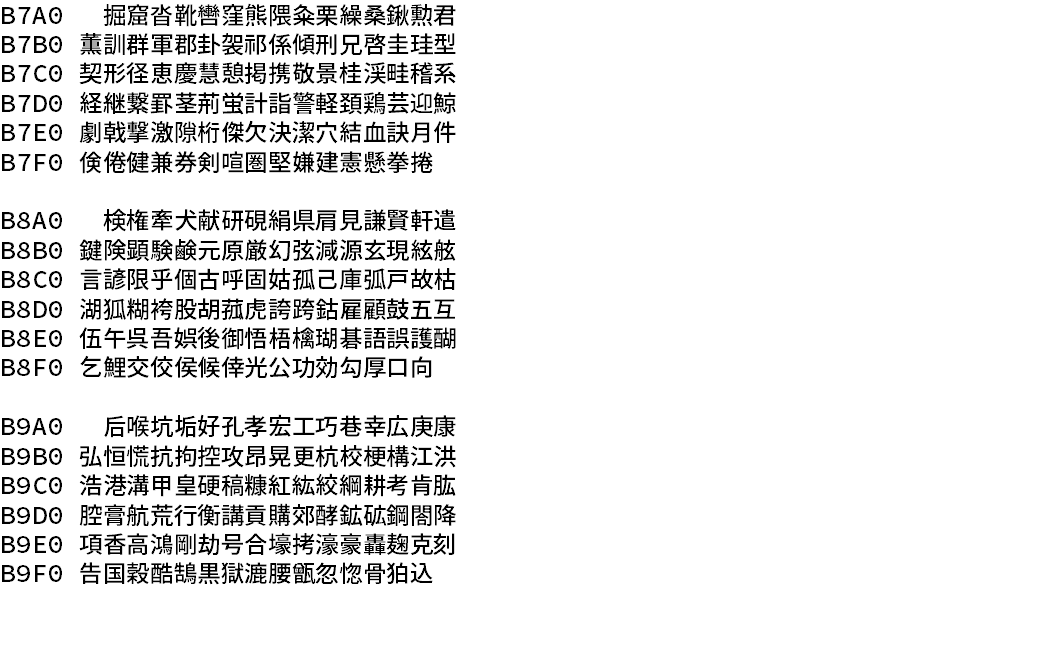 B7A0 掘窟沓靴轡窪熊隈粂栗繰桑鍬勲君
B7B0 薫訓群軍郡卦袈祁係傾刑兄啓圭珪型
B7C0 契形径恵慶慧憩掲携敬景桂渓畦稽系
B7D0 経継繋罫茎荊蛍計詣警軽頚鶏芸迎鯨
B7E0 劇戟撃激隙桁傑欠決潔穴結血訣月件
B7F0 倹倦健兼券剣喧圏堅嫌建憲懸拳捲
B8A0 検権牽犬献研硯絹県肩見謙賢軒遣
B8B0 鍵険顕験鹸元原厳幻弦減源玄現絃舷
B8C0 言諺限乎個古呼固姑孤己庫弧戸故枯
B8D0 湖狐糊袴股胡菰虎誇跨鈷雇顧鼓五互
B8E0 伍午呉吾娯後御悟梧檎瑚碁語誤護醐
B8F0 乞鯉交佼侯候倖光公功効勾厚口向
B9A0 后喉坑垢好孔孝宏工巧巷幸広庚康
B9B0 弘恒慌抗拘控攻昂晃更杭校梗構江洪
B9C0 浩港溝甲皇硬稿糠紅紘絞綱耕考肯肱
B9D0 腔膏航荒行衡講貢購郊酵鉱砿鋼閤降
B9E0 項香高鴻剛劫号合壕拷濠豪轟麹克刻
B9F0 告国穀酷鵠黒獄漉腰甑忽惚骨狛込